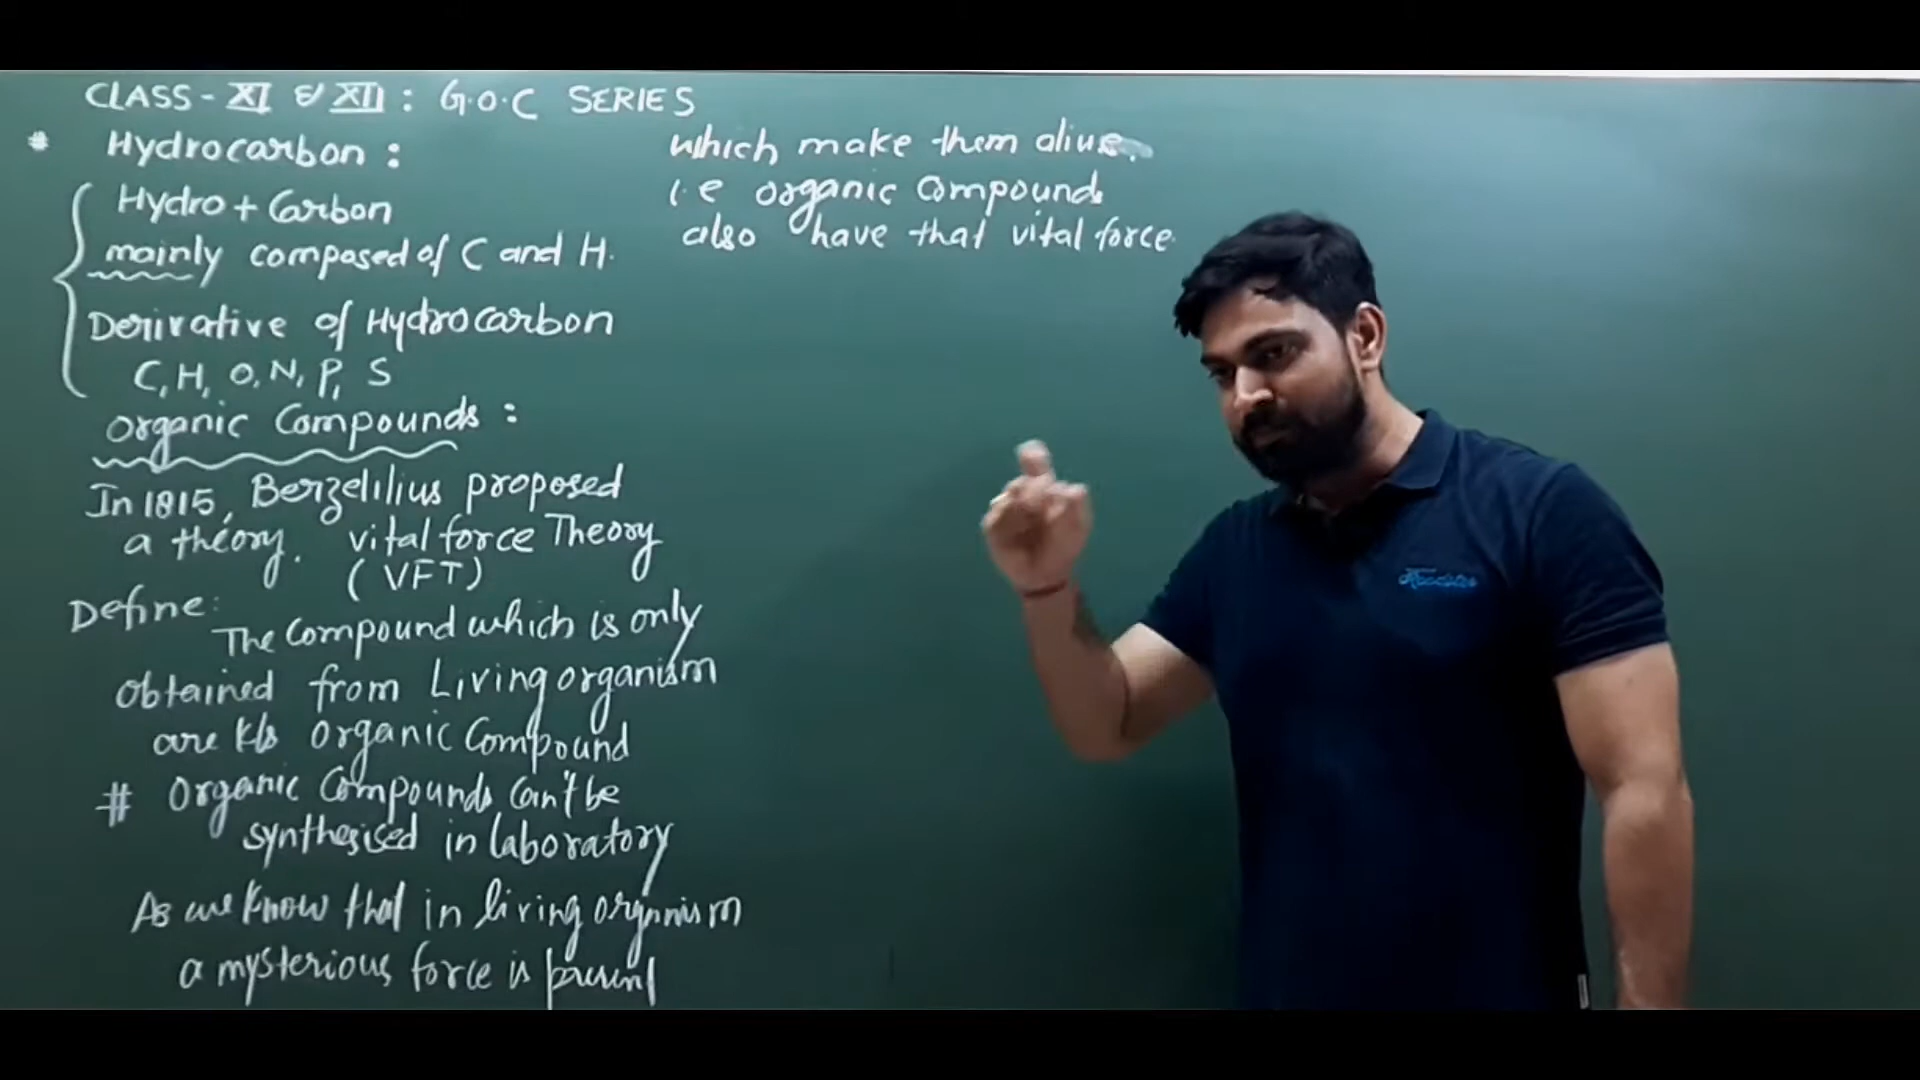 CLASS - XI & XII : G.O.C SERIES
* Hydrocarbon :
Hydro + Carbon
mainly composed of C and H.
Derivative of Hydrocarbon
C, H, O, N, P, S
Organic Compounds :
In 1815, Berzelilius proposed
a theory. vital force Theory
(VFT)
Define:
The Compound which is only
obtained from Living organism
are k/s organic Compound
# Organic Compounds can't be
synthesised in laboratory
As we know that in living organism
a mysterious force is present
which make them alive.
i.e organic Compounds
also have that vital force.
Roadster